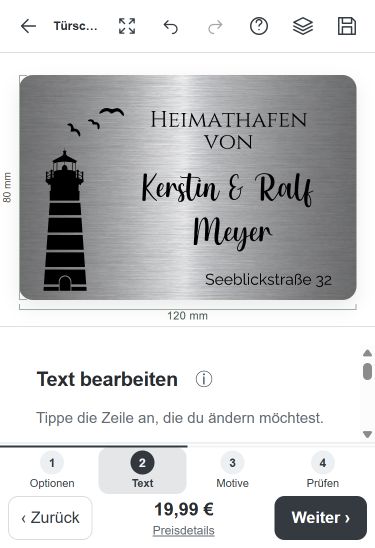 Türsc...
80 mm
HEIMATHAFEN
VON
Kerstin & Ralf
Meyer
Seeblickstraße 32
120 mm
Text bearbeiten
Tippe die Zeile an, die du ändern möchtest.
1 2 3 4
Optionen Text Motive Prüfen
‹ Zurück 19,99 € Weiter ›
Preisdetails